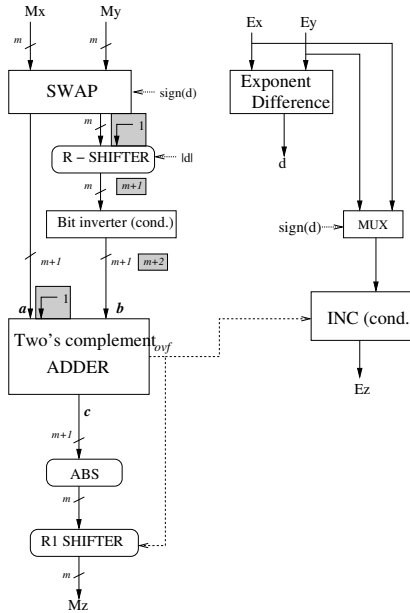 Mx My Ex Ey
m m
SWAP
sign(d)
Exponent
Difference
m 1
R – SHIFTER
|d|
d
m m+1
Bit inverter (cond.)
sign(d)
MUX
m+1 m+1 m+2
a 1 b
Two's complement
ovf
ADDER
INC (cond.
c
Ez
m+1
ABS
m
R1 SHIFTER
m
Mz